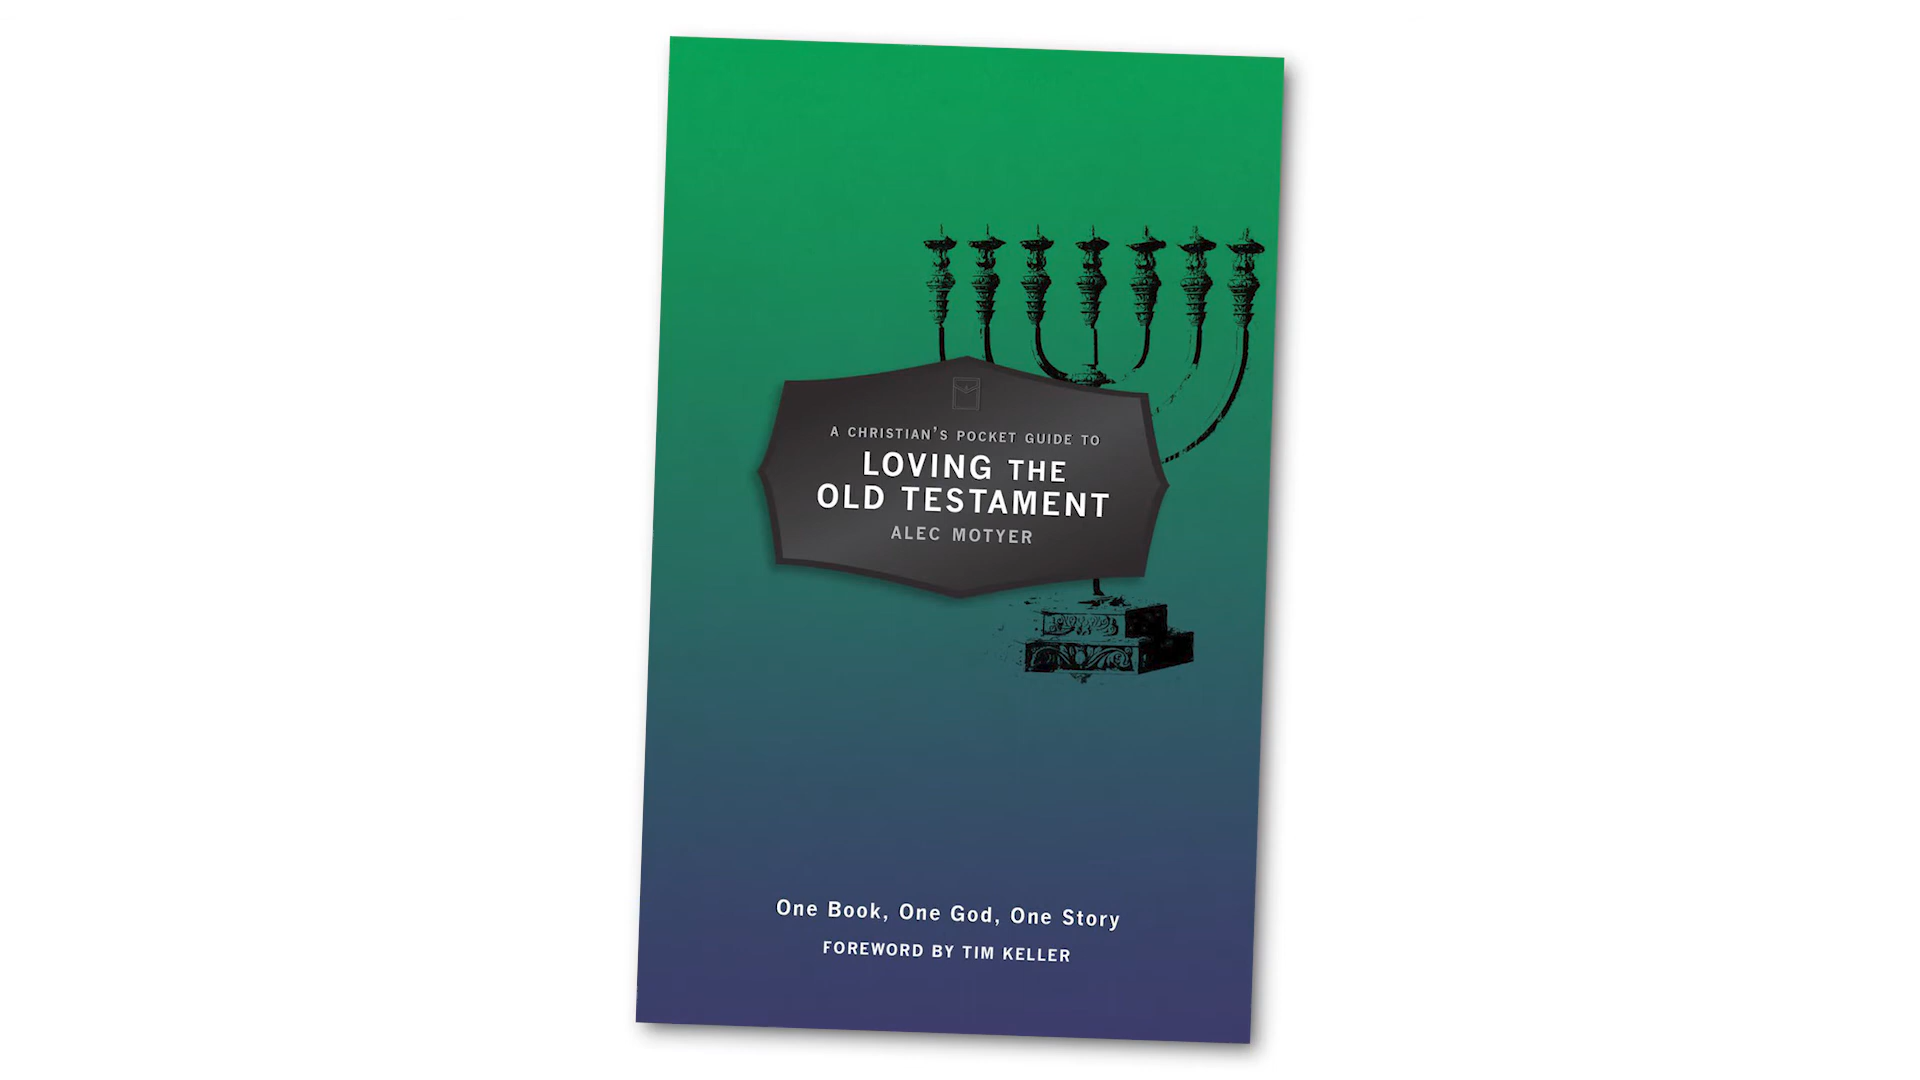 A CHRISTIAN'S POCKET GUIDE TO
LOVING THE
OLD TESTAMENT
ALEC MOTYER
One Book, One God, One Story
FOREWORD BY TIM KELLER